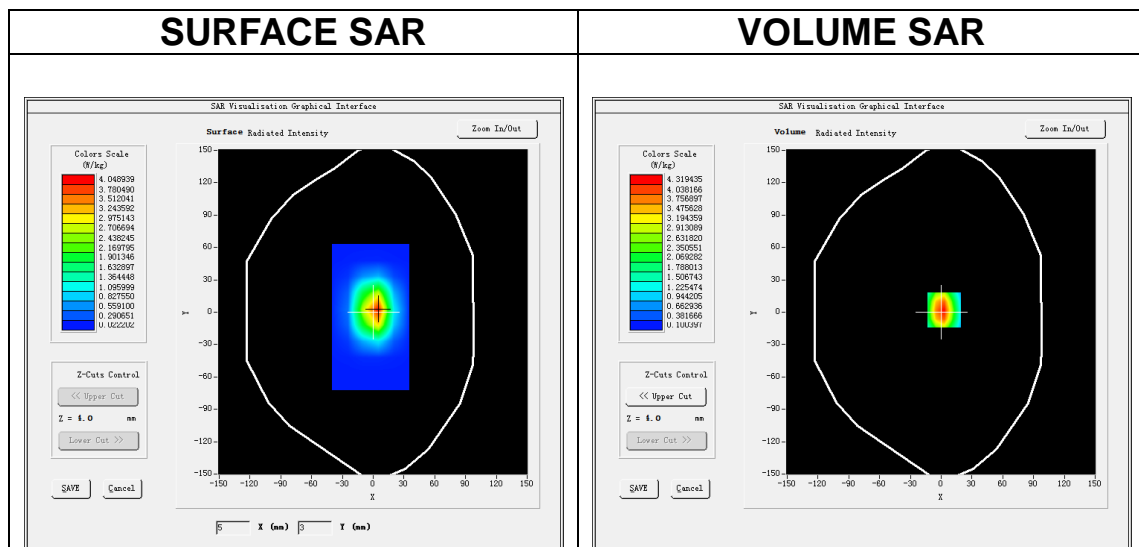 SURFACE SAR
VOLUME SAR
SAR Visualisation Graphical Interface
Surface Radiated Intensity
Zoom In/Out
Colors Scale
(W/kg)
4.048939
3.780490
3.512041
3.243592
2.975143
2.706694
2.438245
2.169795
1.901346
1.632897
1.364448
1.095999
0.827550
0.559100
0.290651
0.022202
150
120
90
60
30
0
-30
-60
-90
-120
-150
Y
-150 -120 -90 -60 -30 0 30 60 90 120 150
X
Z-Cuts Control
<< Upper Cut
Z = mm
Lower Cut >>
SAVE
Cancel
5 X (mm) 3 Y (mm)
SAR Visualisation Graphical Interface
Volume Radiated Intensity
Zoom In/Out
Colors Scale
(W/kg)
4.319435
4.038166
3.756897
3.475628
3.194359
2.913089
2.631820
2.350551
2.069282
1.788013
1.506743
1.225474
0.944205
0.662936
0.381666
0.100397
150
120
90
60
30
0
-30
-60
-90
-120
-150
Y
-150 -120 -90 -60 -30 0 30 60 90 120 150
X
Z-Cuts Control
<< Upper Cut
Z = mm
Lower Cut >>
SAVE
Cancel